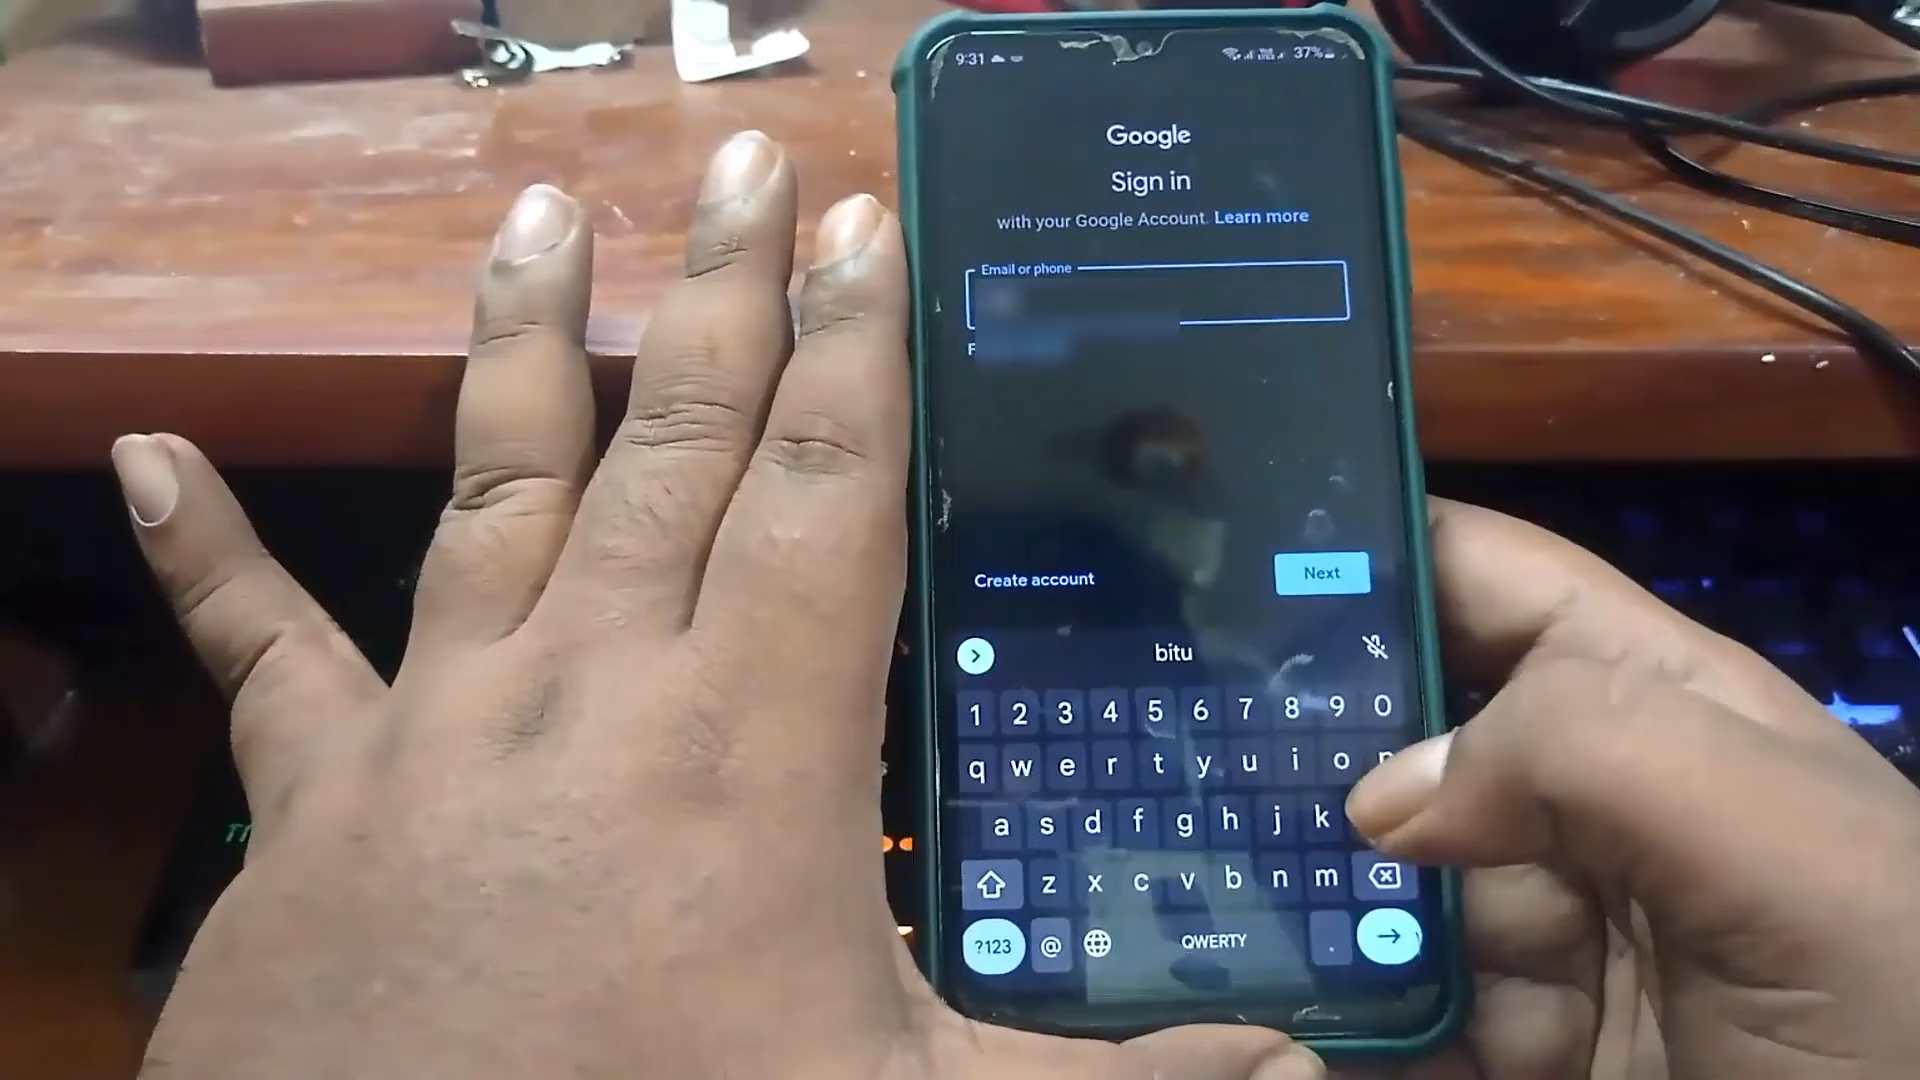 9:31 37%
Google
Sign in
with your Google Account. Learn more
Email or phone
F
Create account Next
bitu
1 2 3 4 5 6 7 8 9 0
q w e r t y u i o p
a s d f g h j k
z x c v b n m
?123 @ QWERTY .